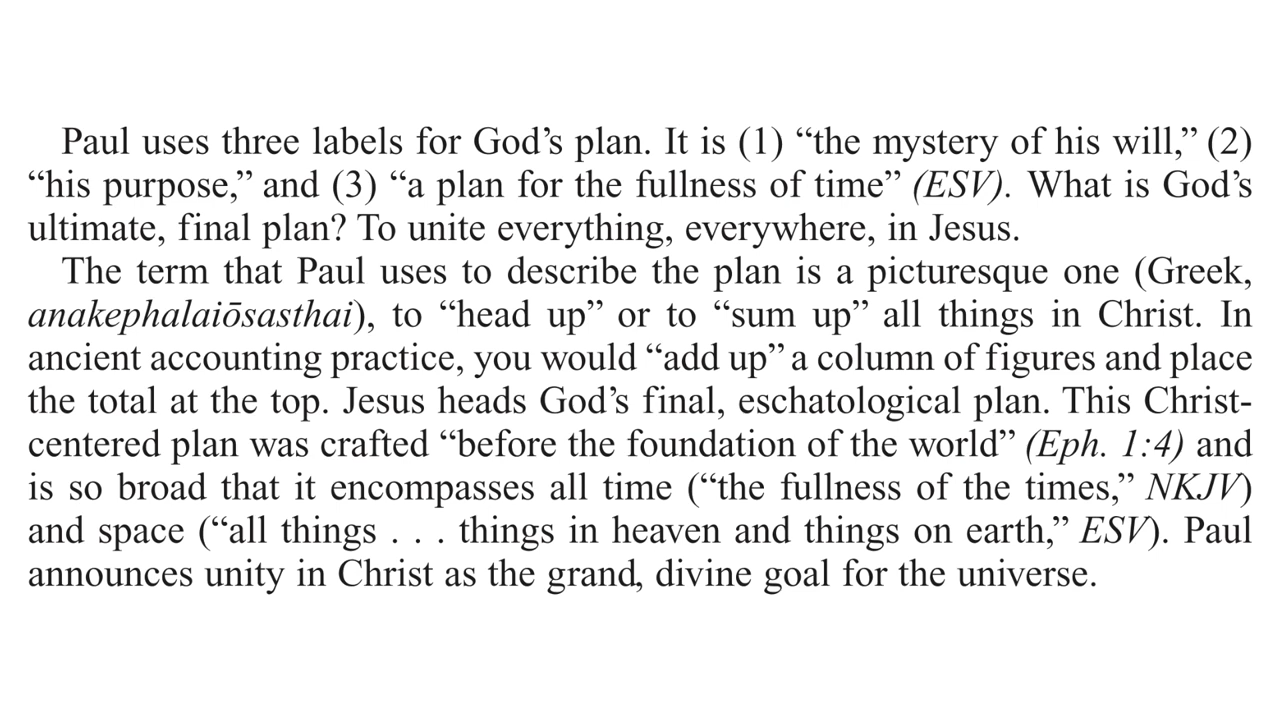 Paul uses three labels for God’s plan. It is (1) “the mystery of his will,” (2)
“his purpose,” and (3) “a plan for the fullness of time” (ESV). What is God’s
ultimate, final plan? To unite everything, everywhere, in Jesus.
The term that Paul uses to describe the plan is a picturesque one (Greek,
anakephalaiōsasthai), to “head up” or to “sum up” all things in Christ. In
ancient accounting practice, you would “add up” a column of figures and place
the total at the top. Jesus heads God’s final, eschatological plan. This Christ-
centered plan was crafted “before the foundation of the world” (Eph. 1:4) and
is so broad that it encompasses all time (“the fullness of the times,” NKJV)
and space (“all things . . . things in heaven and things on earth,” ESV). Paul
announces unity in Christ as the grand, divine goal for the universe.